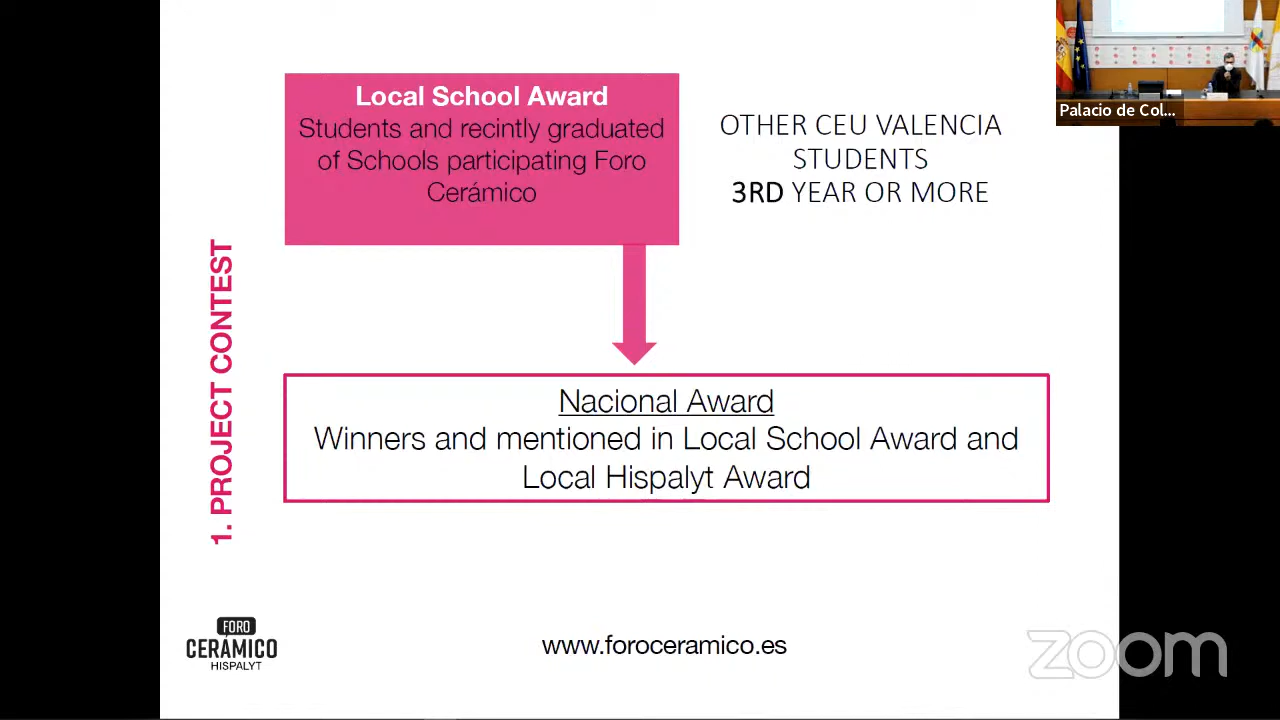 Local School Award
Students and recintly graduated
of Schools participating Foro
Cerámico
OTHER CEU VALENCIA
STUDENTS
3RD YEAR OR MORE
Palacio de Col...
1. PROJECT CONTEST
Nacional Award
Winners and mentioned in Local School Award and
Local Hispalyt Award
FORO
CERÁMICO
HISPALYT
www.foroceramico.es
zoom